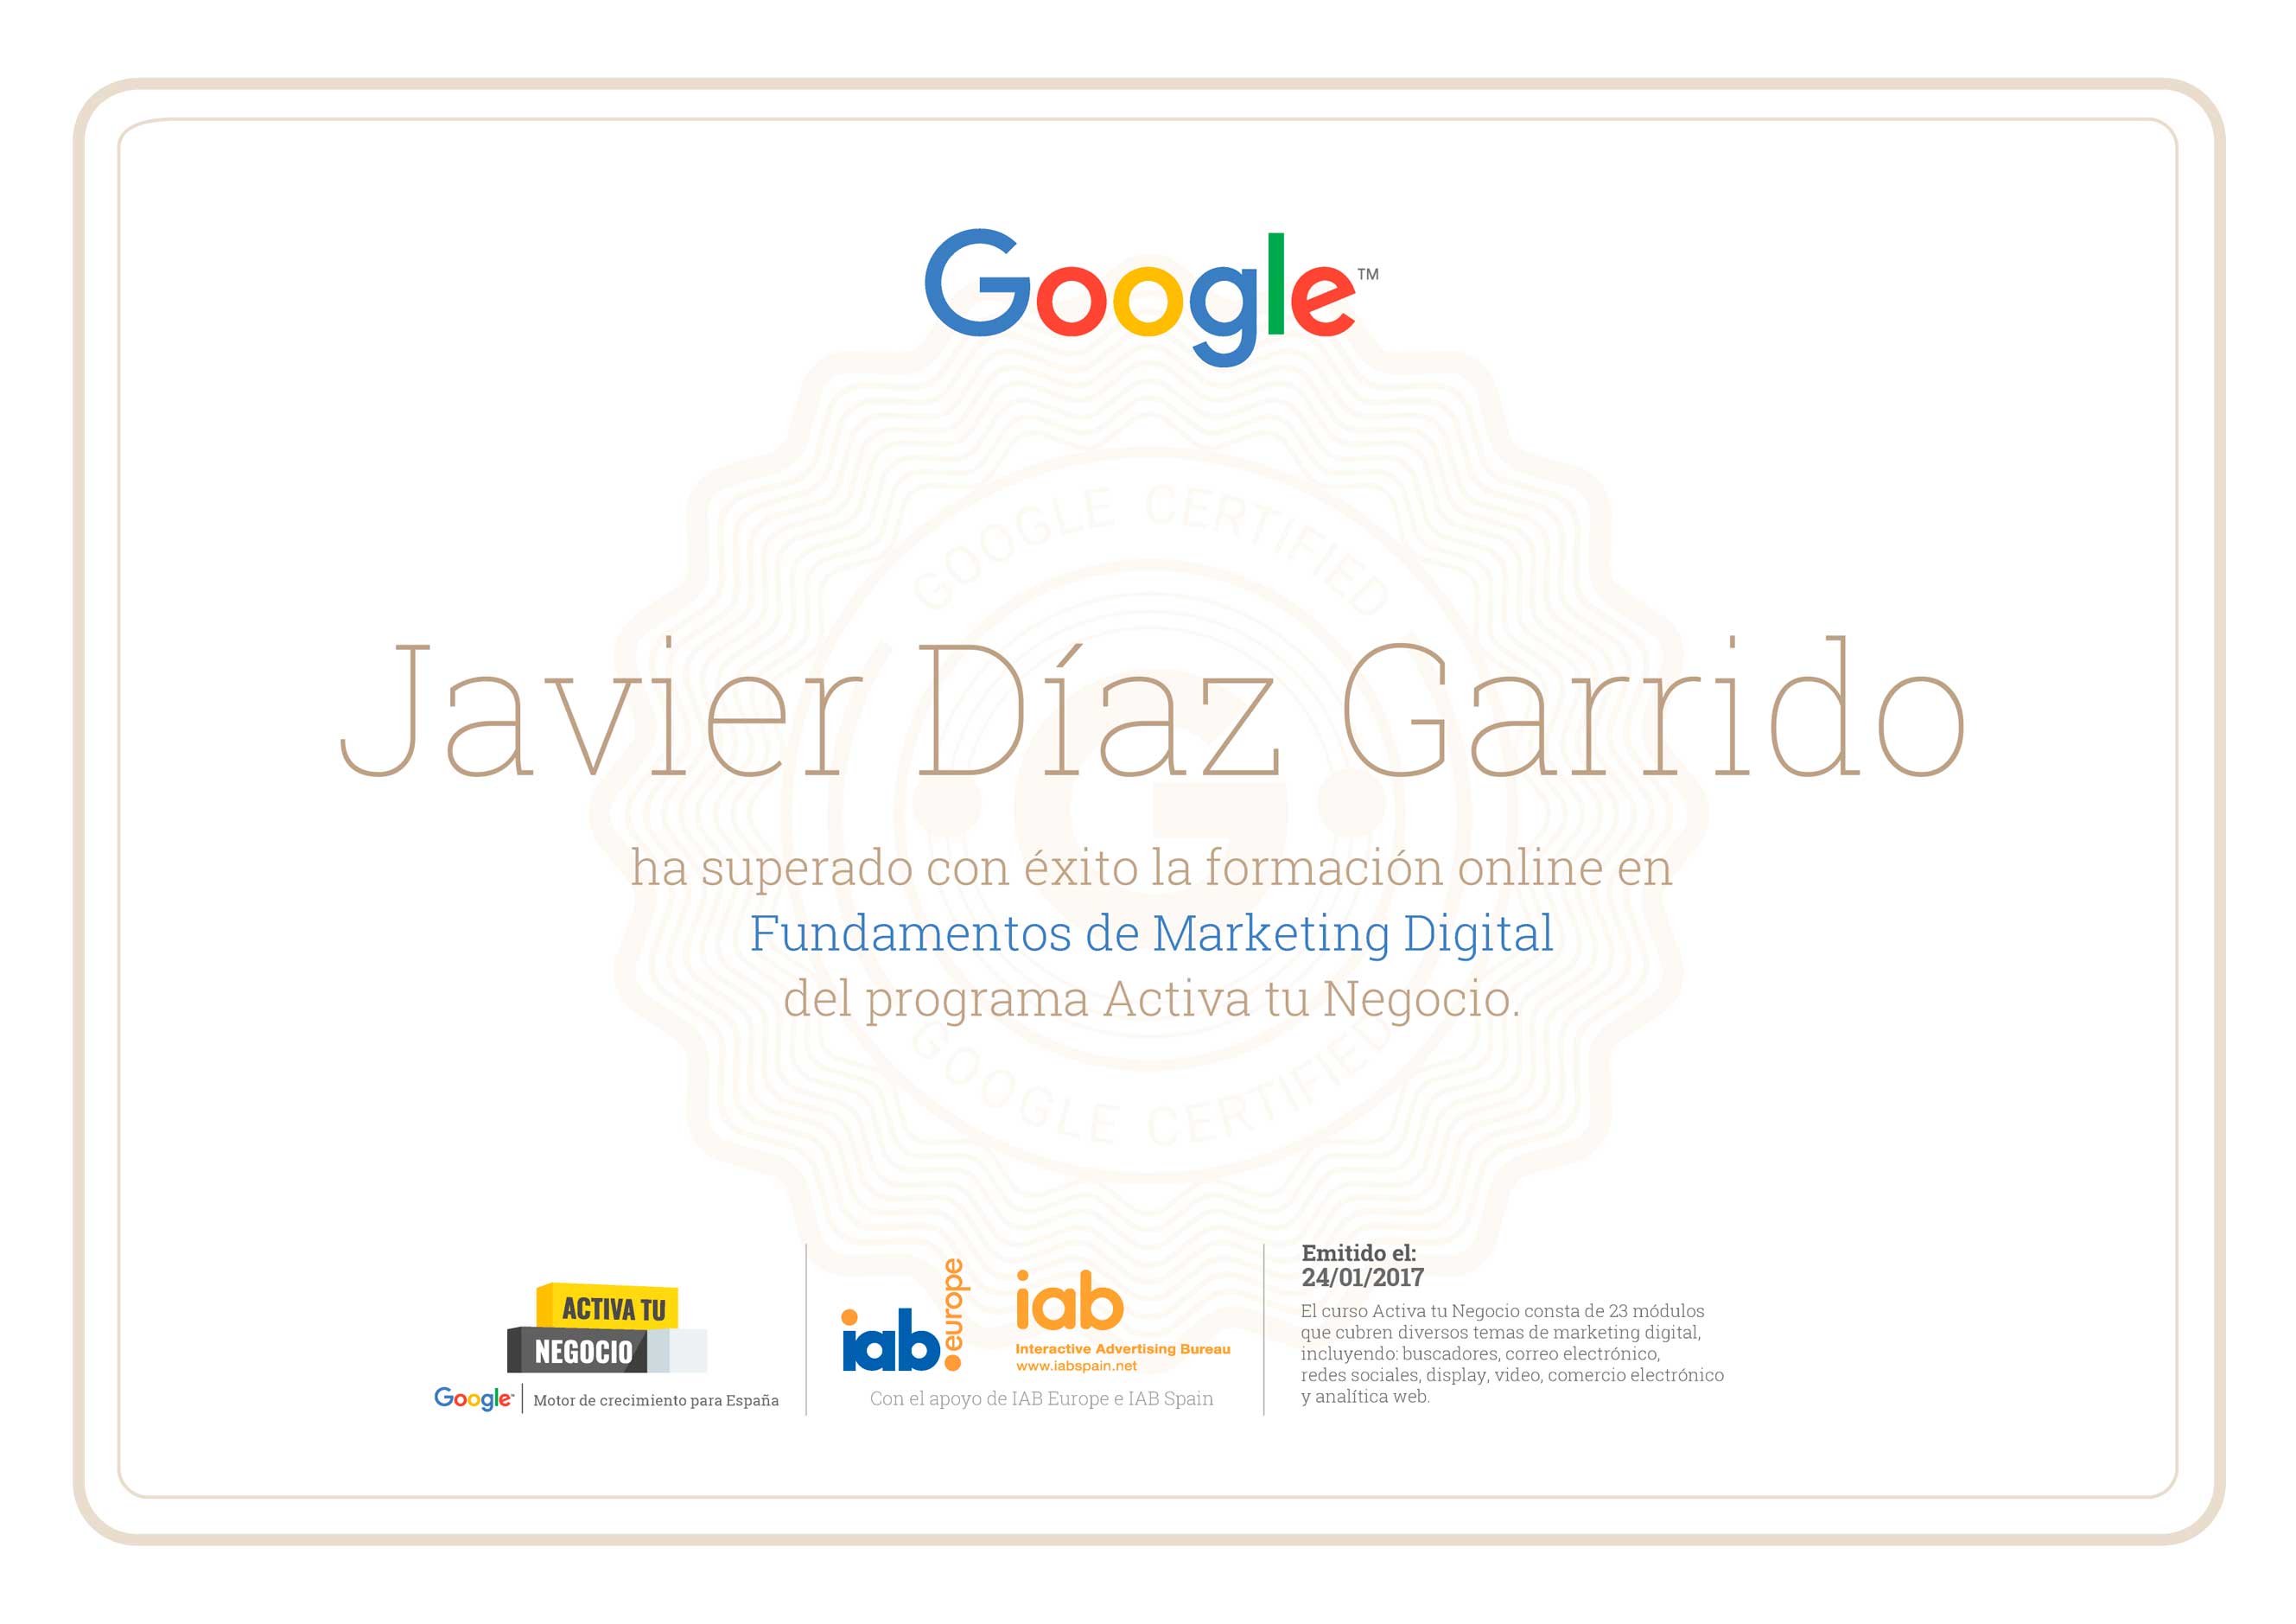 Google™
GOOGLE CERTIFIED
Javier Díaz Garrido
ha superado con éxito la formación online en
Fundamentos de Marketing Digital
del programa Activa tu Negocio.
GOOGLE CERTIFIED
ACTIVA TU
NEGOCIO
Google™ | Motor de crecimiento para España
iab europe
iab
Interactive Advertising Bureau
www.iabspain.net
Con el apoyo de IAB Europe e IAB Spain
Emitido el:
24/01/2017
El curso Activa tu Negocio consta de 23 módulos
que cubren diversos temas de marketing digital,
incluyendo: buscadores, correo electrónico,
redes sociales, display, video, comercio electrónico
y analítica web.